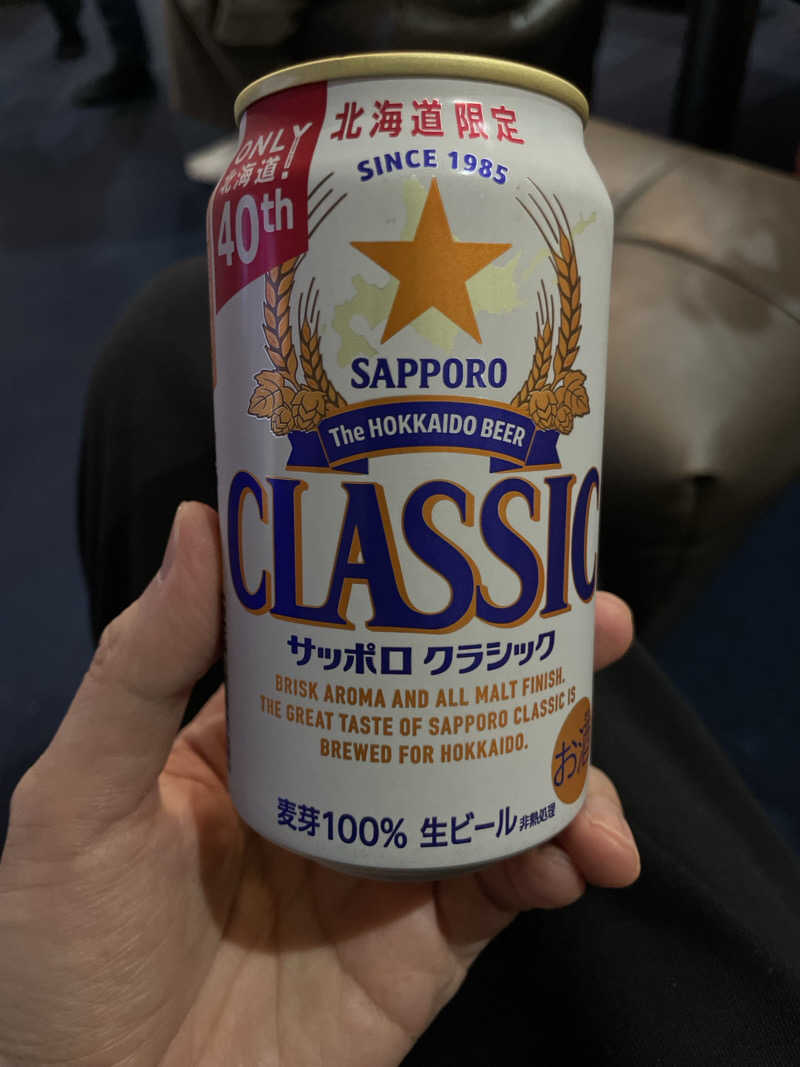 ONLY
北海道!
40th
北海道 限定
SINCE 1985
SAPPORO
The HOKKAIDO BEER
CLASSIC
サッポロ クラシック
BRISK AROMA AND ALL MALT FINISH.
THE GREAT TASTE OF SAPPORO CLASSIC IS
BREWED FOR HOKKAIDO.
お酒
麦芽100% 生ビール 非熱処理